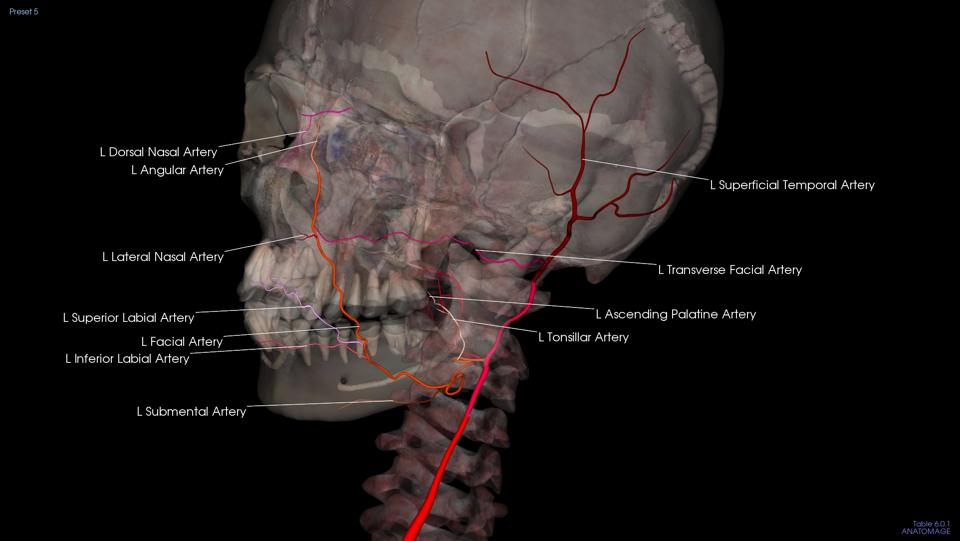 Preset 5
L Dorsal Nasal Artery
L Angular Artery
L Superficial Temporal Artery
L Lateral Nasal Artery
L Transverse Facial Artery
L Superior Labial Artery
L Ascending Palatine Artery
L Facial Artery
L Tonsillar Artery
L Inferior Labial Artery
L Submental Artery
Table 6.0.1
ANATOMAGE